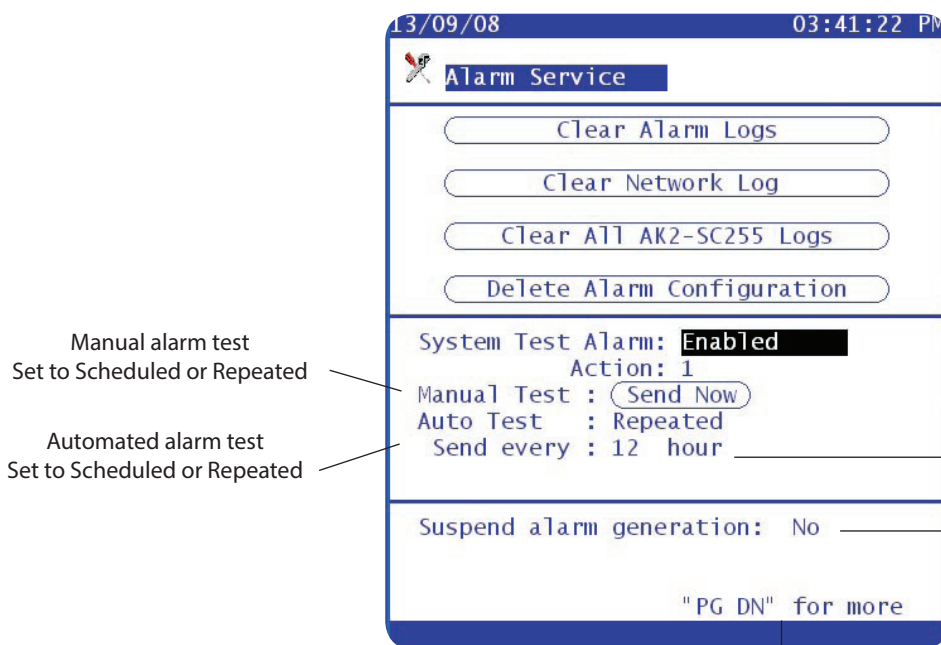 13/09/08 03:41:22 PM
Alarm Service
Clear Alarm Logs
Clear Network Log
Clear All AK2-SC255 Logs
Delete Alarm Configuration
System Test Alarm: Enabled
Action: 1
Manual Test : Send Now
Auto Test : Repeated
Send every : 12 hour
Suspend alarm generation: No
"PG DN" for more
Manual alarm test
Set to Scheduled or Repeated
Automated alarm test
Set to Scheduled or Repeated